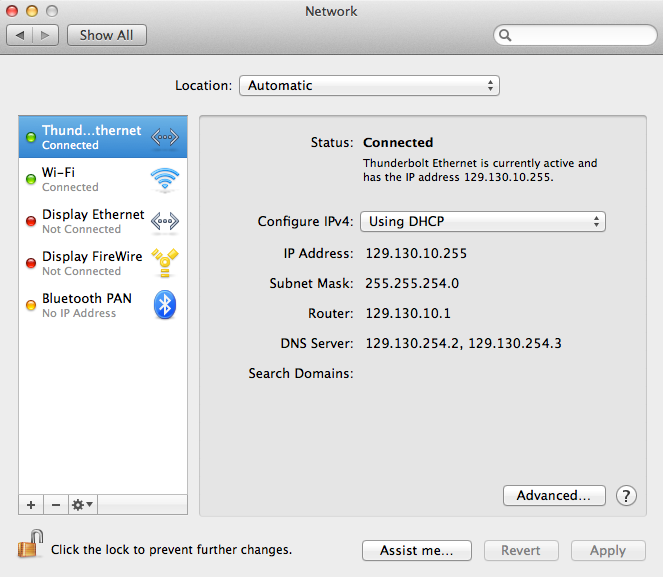 Network
Show All
Location: Automatic
Thund...thernet
Connected
Wi-Fi
Connected
Display Ethernet
Not Connected
Display FireWire
Not Connected
Bluetooth PAN
No IP Address
Status: Connected
Thunderbolt Ethernet is currently active and
has the IP address 129.130.10.255.
Configure IPv4: Using DHCP
IP Address: 129.130.10.255
Subnet Mask: 255.255.254.0
Router: 129.130.10.1
DNS Server: 129.130.254.2, 129.130.254.3
Search Domains:
Advanced... ?
Click the lock to prevent further changes.
Assist me... Revert Apply